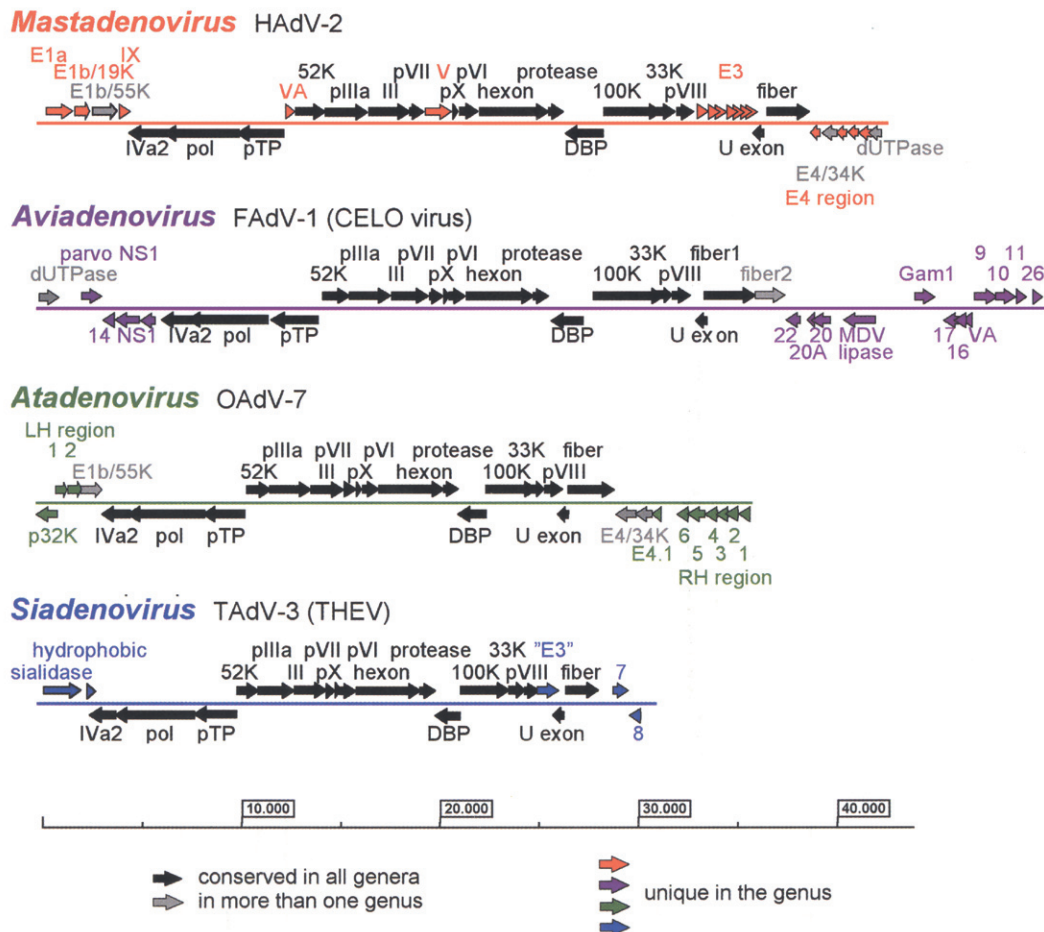 Mastadenovirus HAdV-2
E1a IX
E1b/19K 52K pVII V pVI protease 33K E3
E1b/55K VA pIIIa III pX hexon 100K pVIII fiber
IVa2 pol pTP DBP U exon dUTPase
E4/34K
E4 region
Aviadenovirus FAdV-1 (CELO virus)
parvo NS1 pIIIa pVII pVI protease 33K fiber1 9 11
dUTPase 52K III pX hexon 100K pVIII fiber2 Gam1 10 26
14 NS1 IVa2 pol pTP DBP U exon 22 20 MDV 17 VA
20A lipase 16
Atadenovirus OAdV-7
LH region
1 2 pIIIa pVII pVI protease 33K fiber
E1b/55K 52K III pX hexon 100K pVIII
p32K IVa2 pol pTP DBP U exon E4/34K 6 4 2
E4.1 5 3 1
RH region
Siadenovirus TAdV-3 (THEV)
hydrophobic pIIIa pVII pVI protease 33K "E3"
sialidase 52K III pX hexon 100K pVIII fiber 7
IVa2 pol pTP DBP U exon 8
10.000 20.000 30.000 40.000
conserved in all genera
in more than one genus
unique in the genus